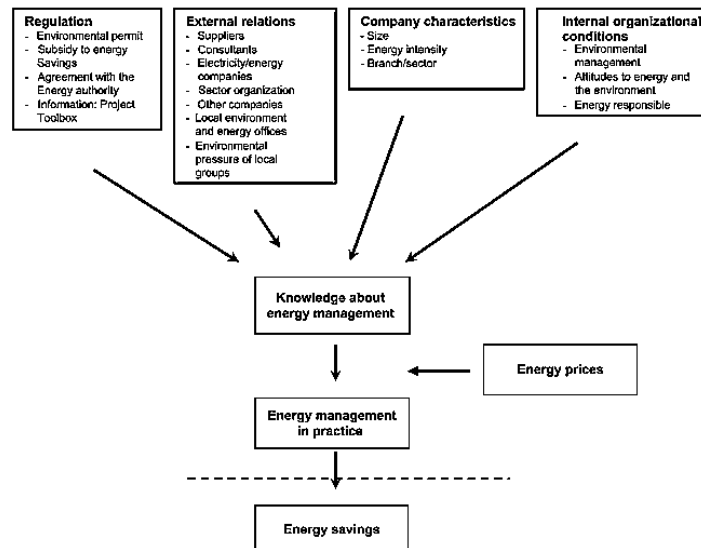 Regulation
- Environmental permit
- Subsidy to energy
Savings
- Agreement with the
Energy authority
- Information: Project
Toolbox
External relations
- Suppliers
- Consultants
- Electricity/energy
companies
- Sector organization
- Other companies
- Local environment
and energy offices
- Environmental
pressure of local
groups
Company characteristics
- Size
- Energy intensity
- Branch/sector
Internal organizational
conditions
- Environmental
management
- Attitudes to energy and
the environment
- Energy responsible
Knowledge about
energy management
Energy prices
Energy management
in practice
Energy savings